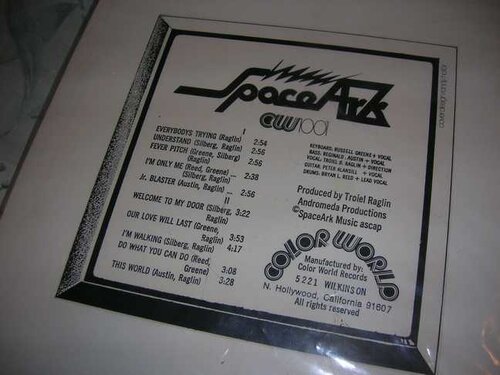 SpaceArk
CW 1001
I
EVERYBODYS TRYING (Raglin) 2:54
UNDERSTAND (Silberg, Raglin) 2:56
FEVER PITCH (Greene, Silberg) 2:56
(Raglin)
I'M ONLY ME (Reed, Greene) .. 2:38
(Silberg, Raglin)
Jr. BLASTER (Austin, Raglin)... 2:56
II
WELCOME TO MY DOOR (Silberg, 3:22
Raglin)
OUR LOVE WILL LAST (Greene, 3:53
Raglin)
I'M WALKING (Silberg, Raglin) 4:17
DO WHAT YOU CAN DO (Reed, 3:08
Greene)
THIS WORLD (Austin, Raglin) 3:28
KEYBOARD: RUSSELL GREENE + VOCAL
BASS: REGINALD AUSTIN + VOCAL
VOCAL: TROIEL S. RAGLIN + DIRECTION
GUITAR: PETER ALANSILL + VOCAL
DRUMS: BRYAN L. REED + LEAD VOCAL
Produced by Troiel Raglin
Andromeda Productions
©SpaceArk Music ascap
COLOR WORLD
Manufactured by:
Color World Records
5221 WILKINSON
N. Hollywood, California 91607
All rights reserved